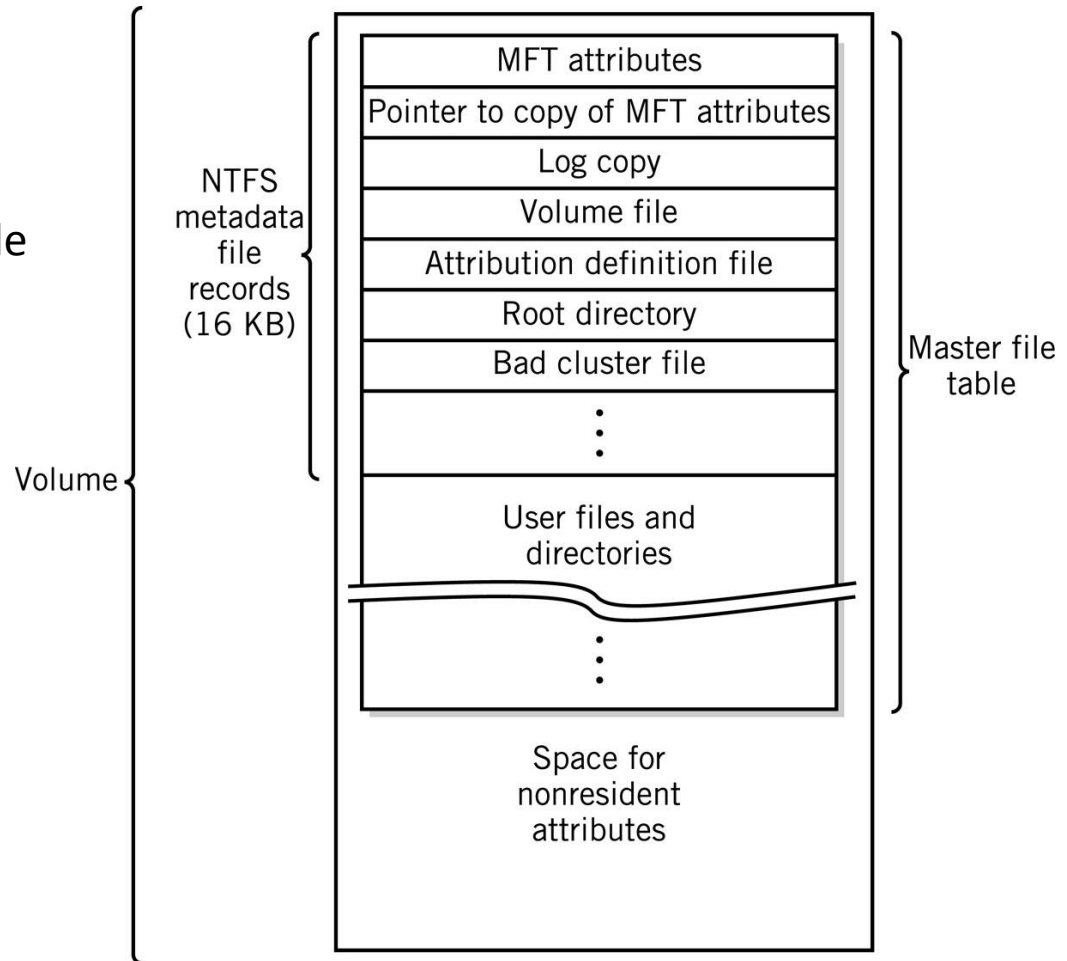 MFT attributes
Pointer to copy of MFT attributes
Log copy
Volume file
Attribution definition file
Root directory
Bad cluster file
NTFS
metadata
file
records
(16 KB)
Master file
table
Volume
User files and
directories
Space for
nonresident
attributes